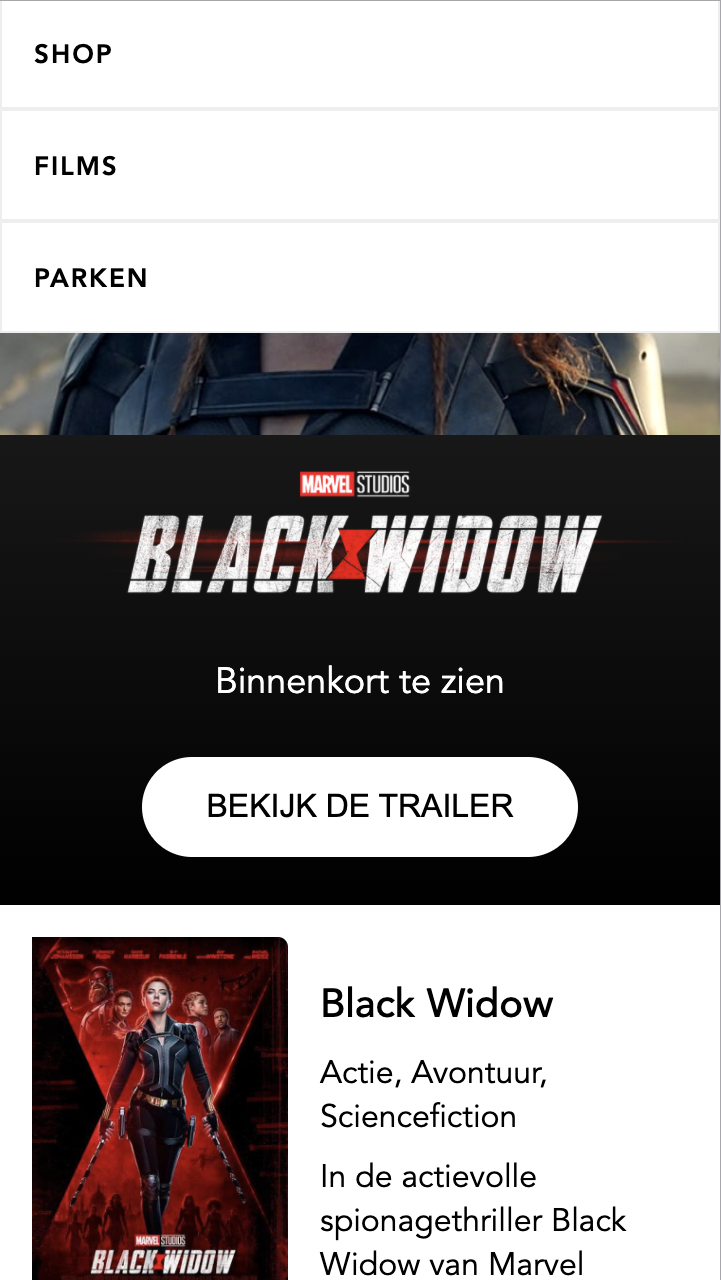 SHOP
FILMS
PARKEN
MARVEL STUDIOS
BLACK WIDOW
Binnenkort te zien
BEKIJK DE TRAILER
MARVEL STUDIOS
BLACK WIDOW
Black Widow
Actie, Avontuur,
Sciencefiction
In de actievolle
spionagethriller Black
Widow van Marvel